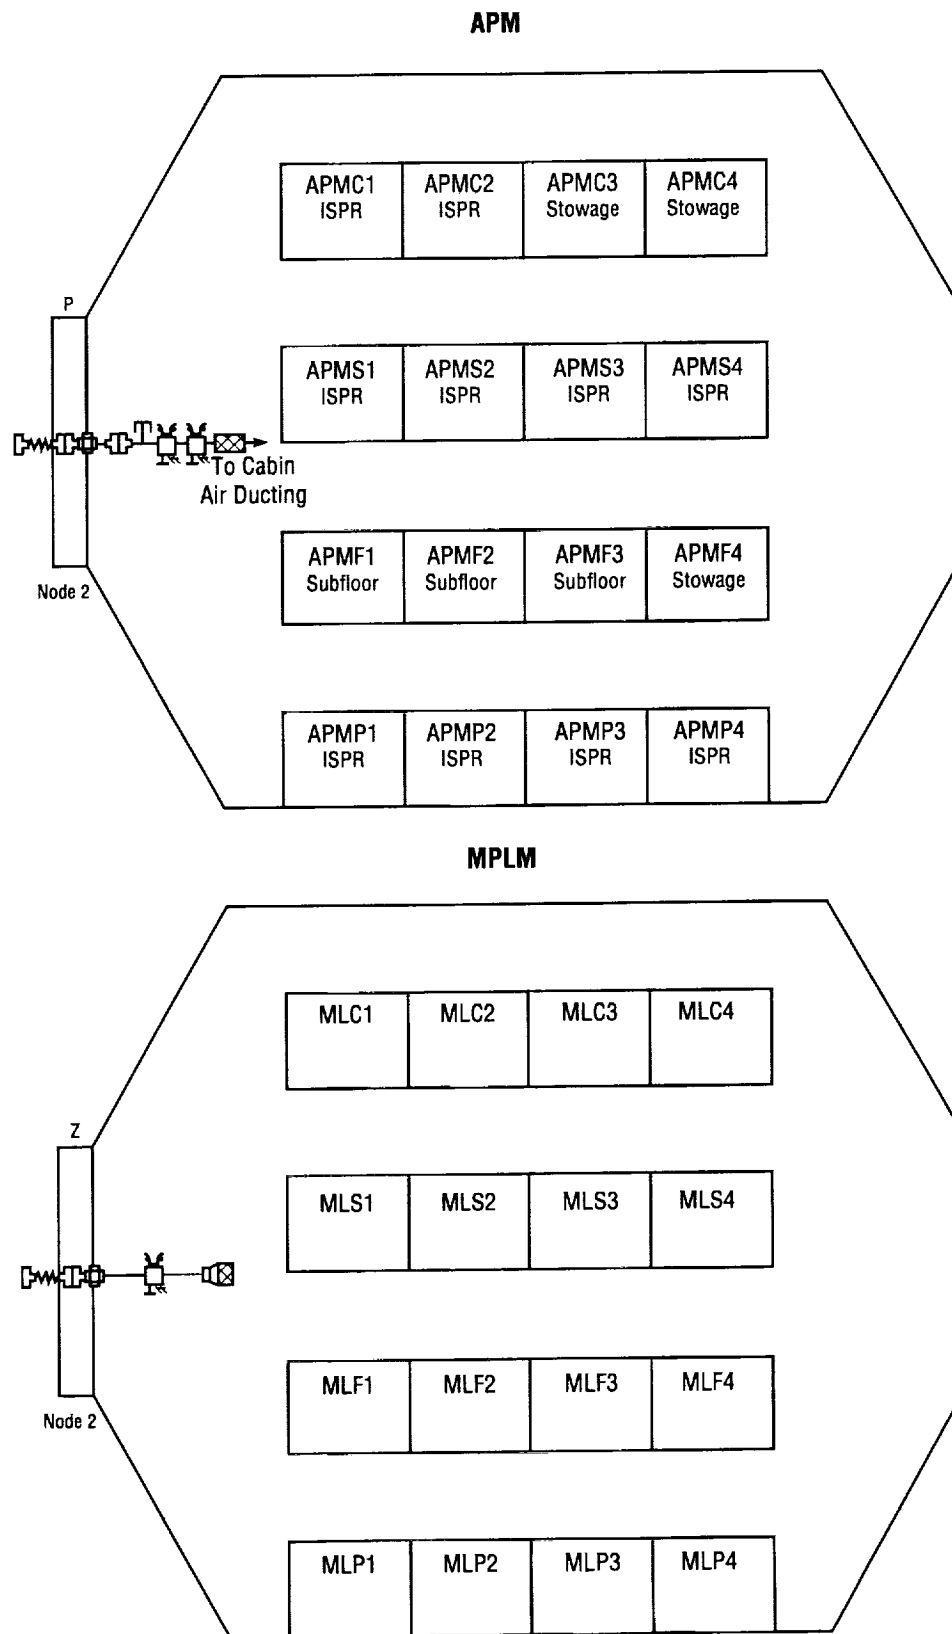 APM
APMC1 APMC2 APMC3 APMC4
ISPR ISPR Stowage Stowage
P
APMS1 APMS2 APMS3 APMS4
ISPR ISPR ISPR ISPR
To Cabin
Air Ducting
APMF1 APMF2 APMF3 APMF4
Subfloor Subfloor Subfloor Stowage
Node 2
APMP1 APMP2 APMP3 APMP4
ISPR ISPR ISPR ISPR
MPLM
MLC1 MLC2 MLC3 MLC4
Z
MLS1 MLS2 MLS3 MLS4
MLF1 MLF2 MLF3 MLF4
Node 2
MLP1 MLP2 MLP3 MLP4